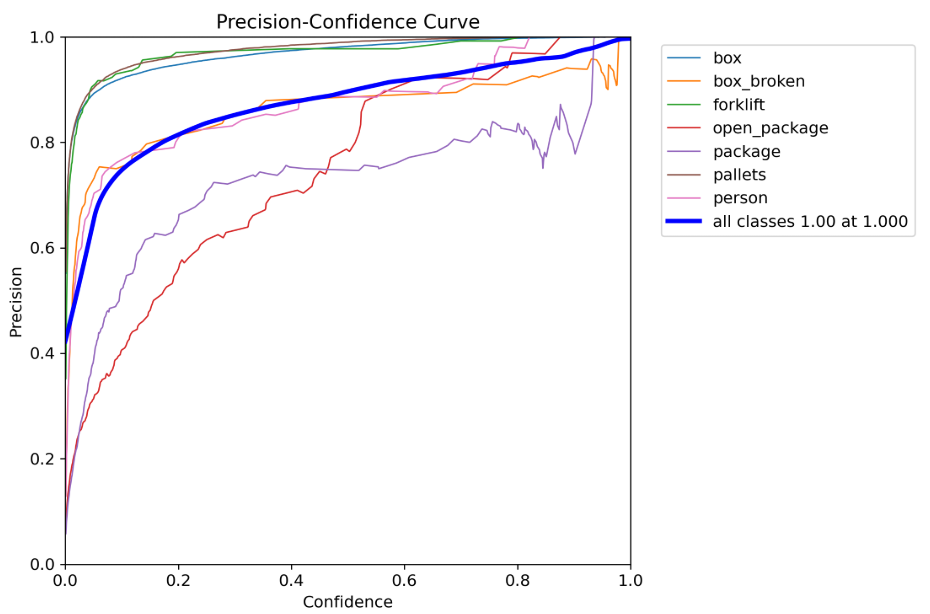 Precision-Confidence Curve
1.0
0.8
0.6
0.4
0.2
0.0
Precision
0.0 0.2 0.4 0.6 0.8 1.0
Confidence
box
box_broken
forklift
open_package
package
pallets
person
all classes 1.00 at 1.000